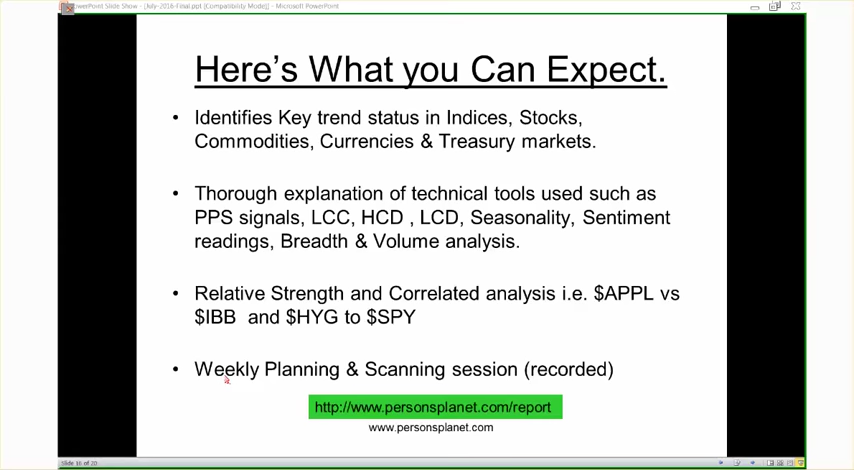 PowerPoint Slide Show - [July-2016-Final.ppt [Compatibility Mode]] - Microsoft PowerPoint
Here's What you Can Expect.
• Identifies Key trend status in Indices, Stocks,
Commodities, Currencies & Treasury markets.
• Thorough explanation of technical tools used such as
PPS signals, LCC, HCD , LCD, Seasonality, Sentiment
readings, Breadth & Volume analysis.
• Relative Strength and Correlated analysis i.e. $APPL vs
$IBB and $HYG to $SPY
• Weekly Planning & Scanning session (recorded)
http://www.personsplanet.com/report
www.personsplanet.com
Slide 16 of 20